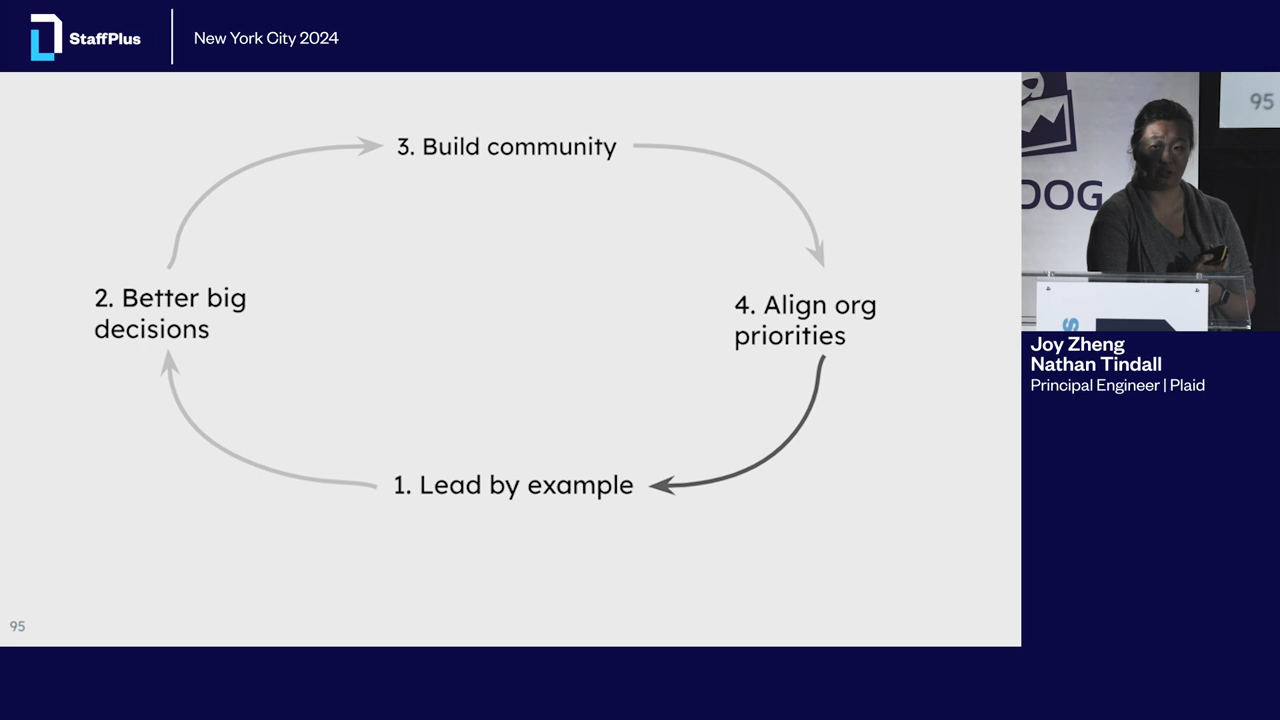 StaffPlus
New York City 2024
3. Build community
2. Better big
decisions
4. Align org
priorities
1. Lead by example
95
95
DOG
S
Joy Zheng
Nathan Tindall
Principal Engineer | Plaid